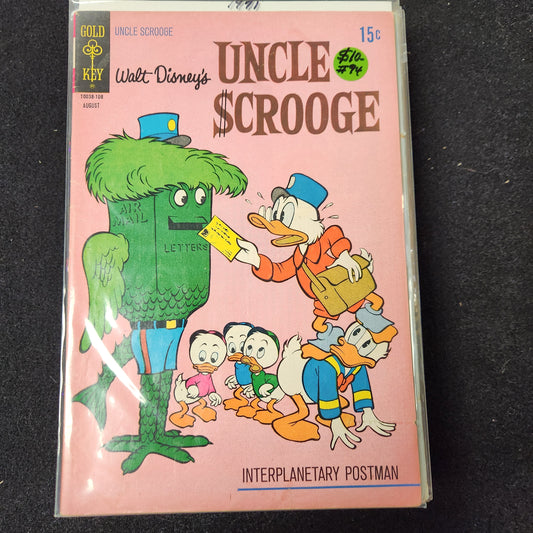 1971
GOLD
KEY
10038-108
AUGUST
UNCLE SCROOGE
15¢
$10-
#94
Walt Disney's
UNCLE
$CROOGE
AIR
MAIL
LETTERS
INTERPLANETARY POSTMAN